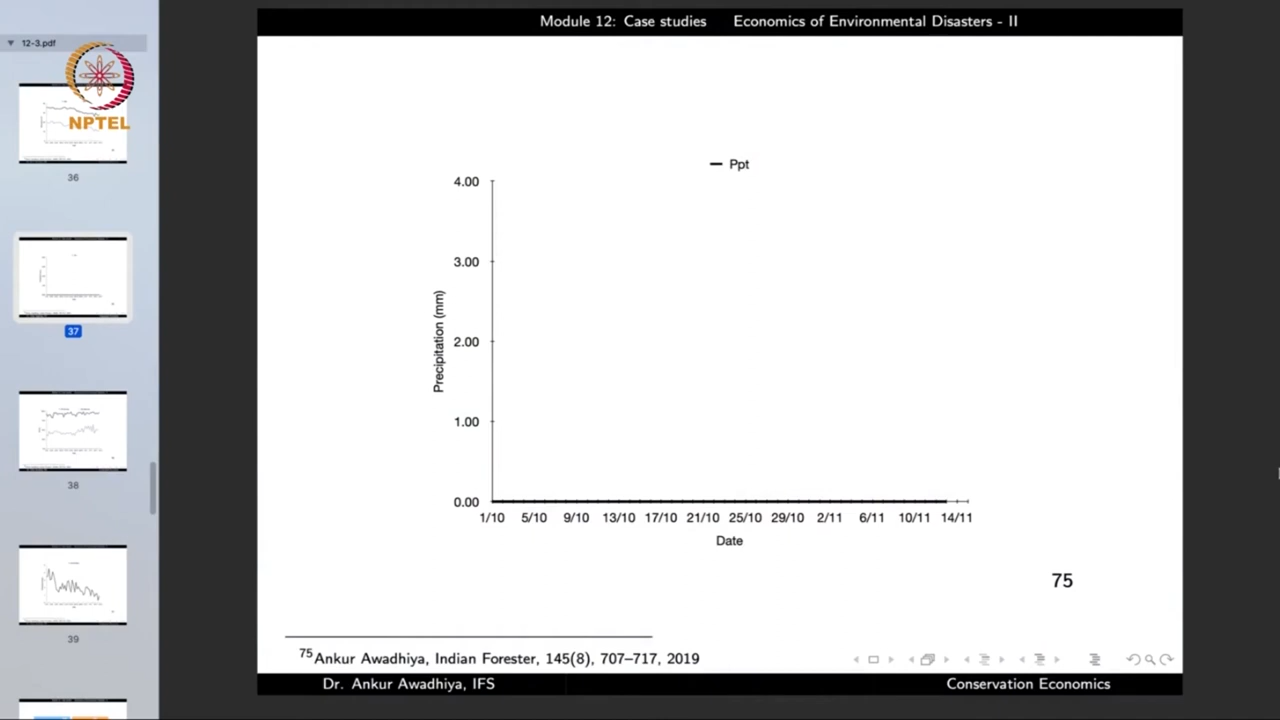 Module 12: Case studies Economics of Environmental Disasters - II
12-3.pdf
NPTEL
36
37
38
39
Ppt
4.00
3.00
2.00
1.00
0.00
Precipitation (mm)
1/10 5/10 9/10 13/10 17/10 21/10 25/10 29/10 2/11 6/11 10/11 14/11
Date
75
75 Ankur Awadhiya, Indian Forester, 145(8), 707–717, 2019
Dr. Ankur Awadhiya, IFS Conservation Economics